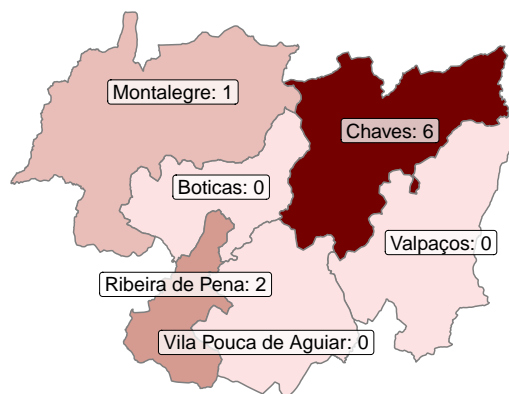 Montalegre: 1
Chaves: 6
Boticas: 0
Valpaços: 0
Ribeira de Pena: 2
Vila Pouca de Aguiar: 0